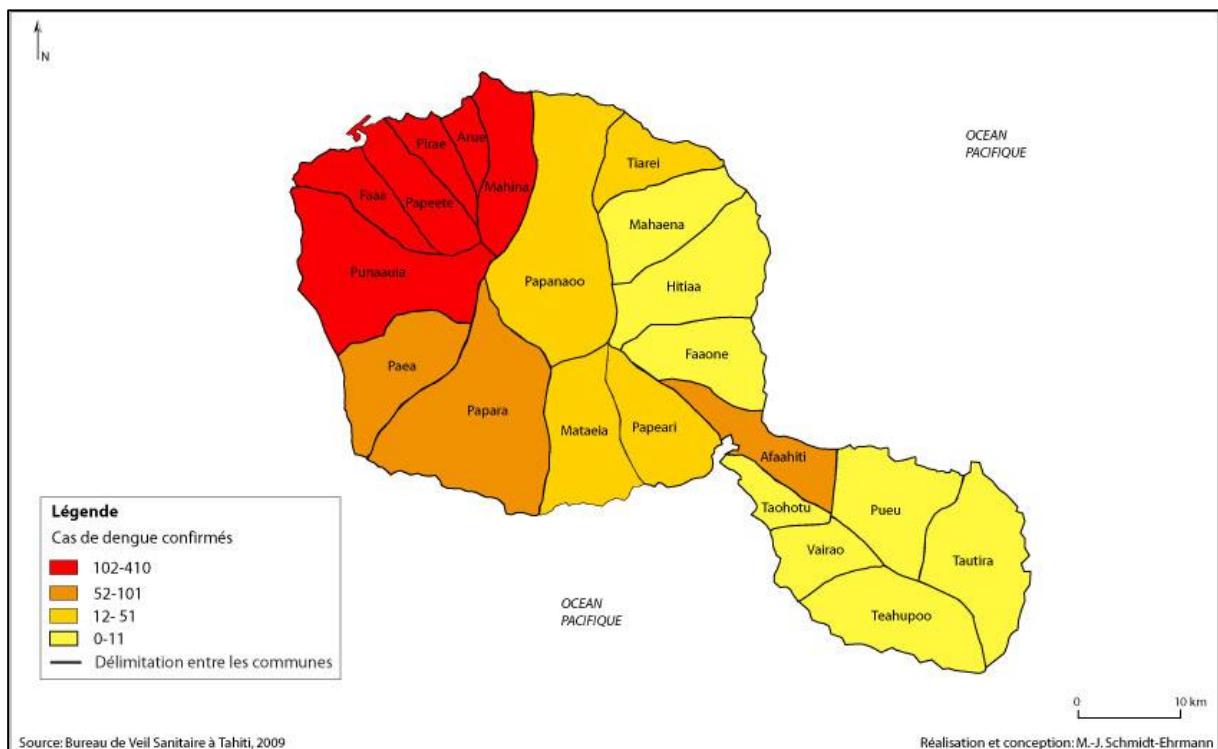 N
OCEAN
PACIFIQUE
Pirae
Arue
Tiarei
Faaa
Papeete
Mahina
Mahaena
Punaauia
Papanaoo
Hitiaa
Faaone
Paea
Papara
Mataeia
Papeari
Afaahiti
Taohotu
Pueu
Vairao
Tautira
Teahupoo
OCEAN
PACIFIQUE
Légende
Cas de dengue confirmés
102-410
52-101
12- 51
0-11
Délimitation entre les communes
0 10 km
Source: Bureau de Veil Sanitaire à Tahiti, 2009
Réalisation et conception: M.-J. Schmidt-Ehrmann